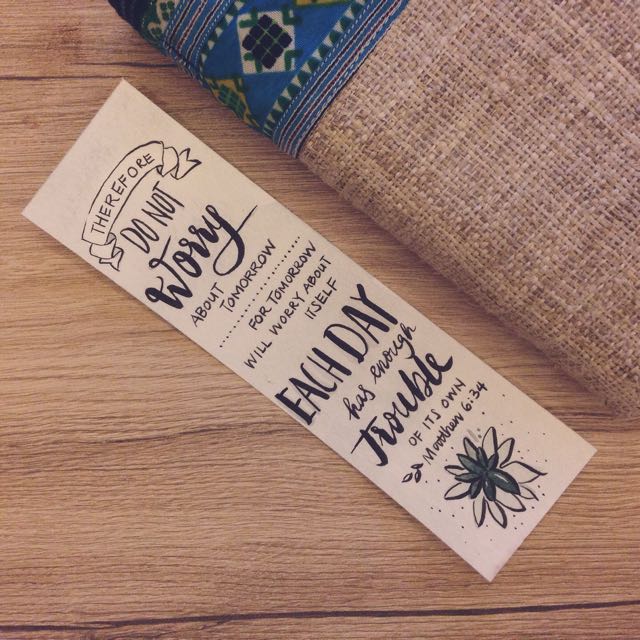 THEREFORE
DO NOT
Worry
ABOUT
TOMORROW
FOR TOMORROW
WILL WORRY ABOUT
ITSELF
EACH DAY
has enough
Trouble
OF ITS OWN
Matthew 6:34